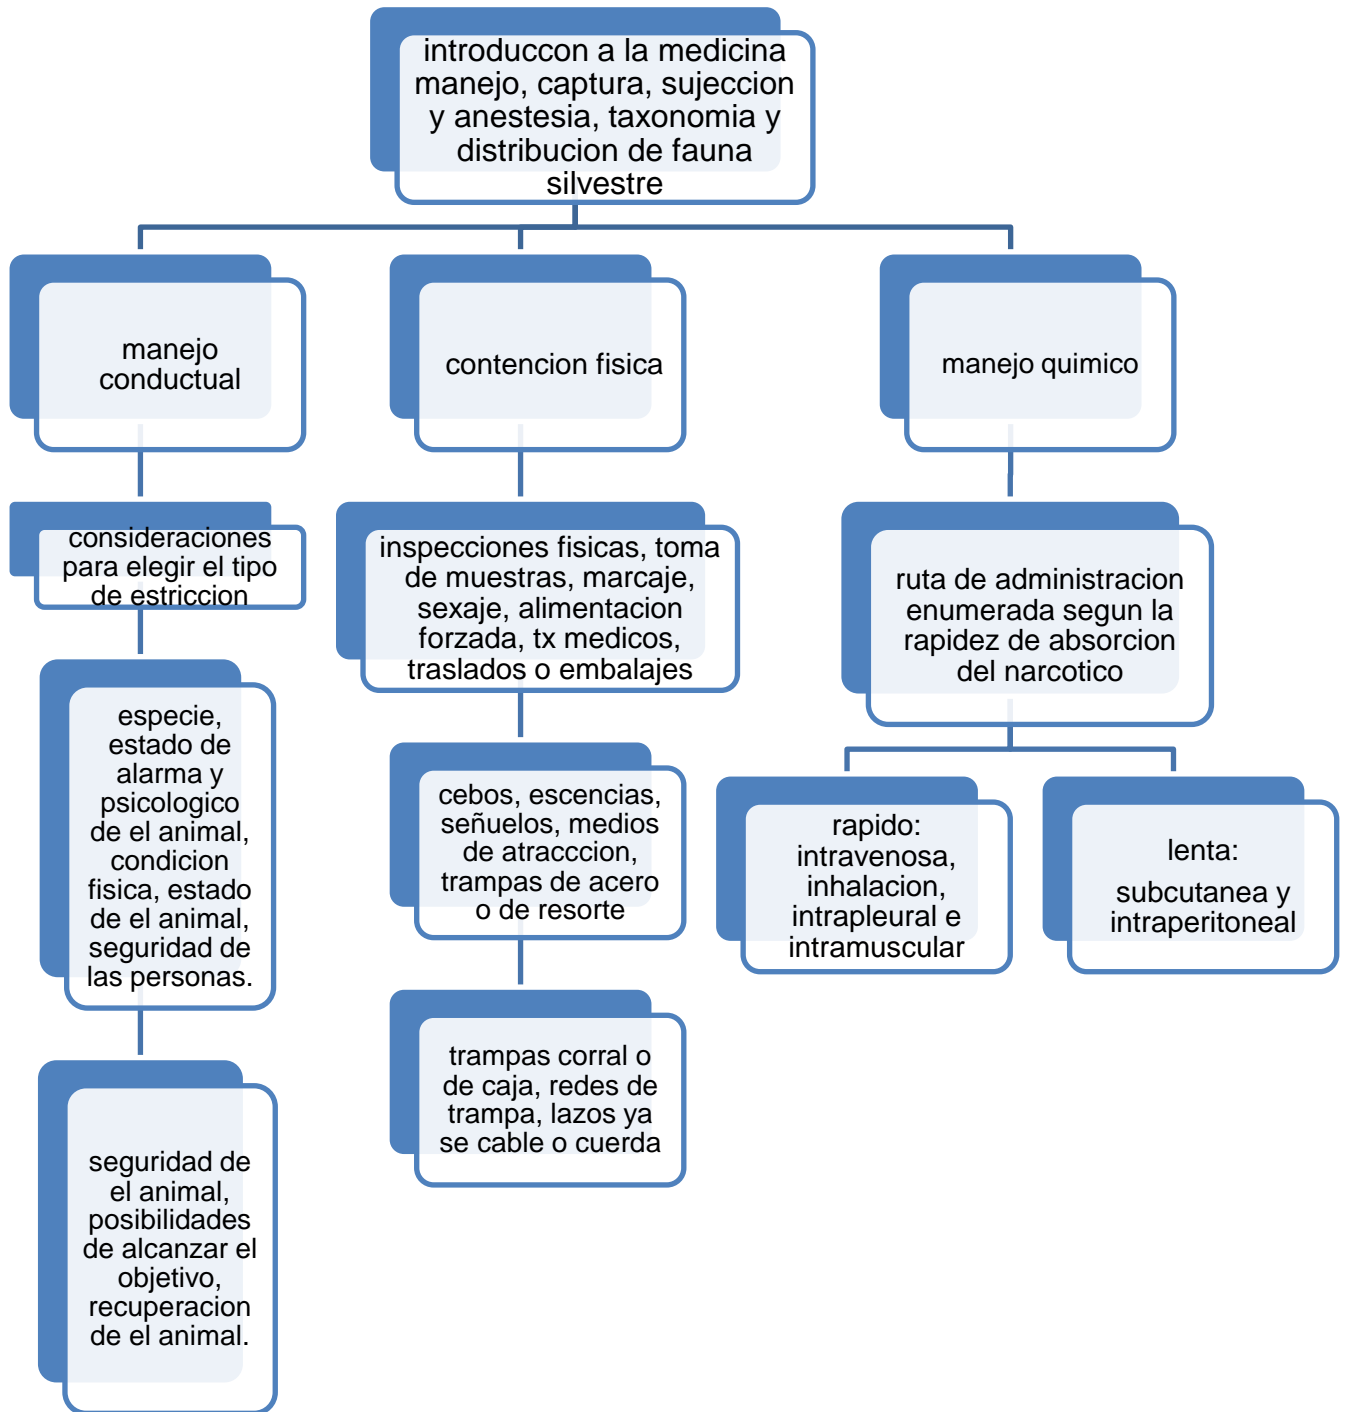 introduccon a la medicina
manejo, captura, sujeccion
y anestesia, taxonomia y
distribucion de fauna
silvestre
manejo
conductual
contencion fisica
manejo quimico
consideraciones
para elegir el tipo
de estriccion
inspecciones fisicas, toma
de muestras, marcaje,
sexaje, alimentacion
forzada, tx medicos,
traslados o embalajes
ruta de administracion
enumerada segun la
rapidez de absorcion
del narcotico
especie,
estado de
alarma y
psicologico
de el animal,
condicion
fisica, estado
de el animal,
seguridad de
las personas.
cebos, escencias,
señuelos, medios
de atracccion,
trampas de acero
o de resorte
rapido:
intravenosa,
inhalacion,
intrapleural e
intramuscular
lenta:
subcutanea y
intraperitoneal
trampas corral o
de caja, redes de
trampa, lazos ya
se cable o cuerda
seguridad de
el animal,
posibilidades
de alcanzar el
objetivo,
recuperacion
de el animal.